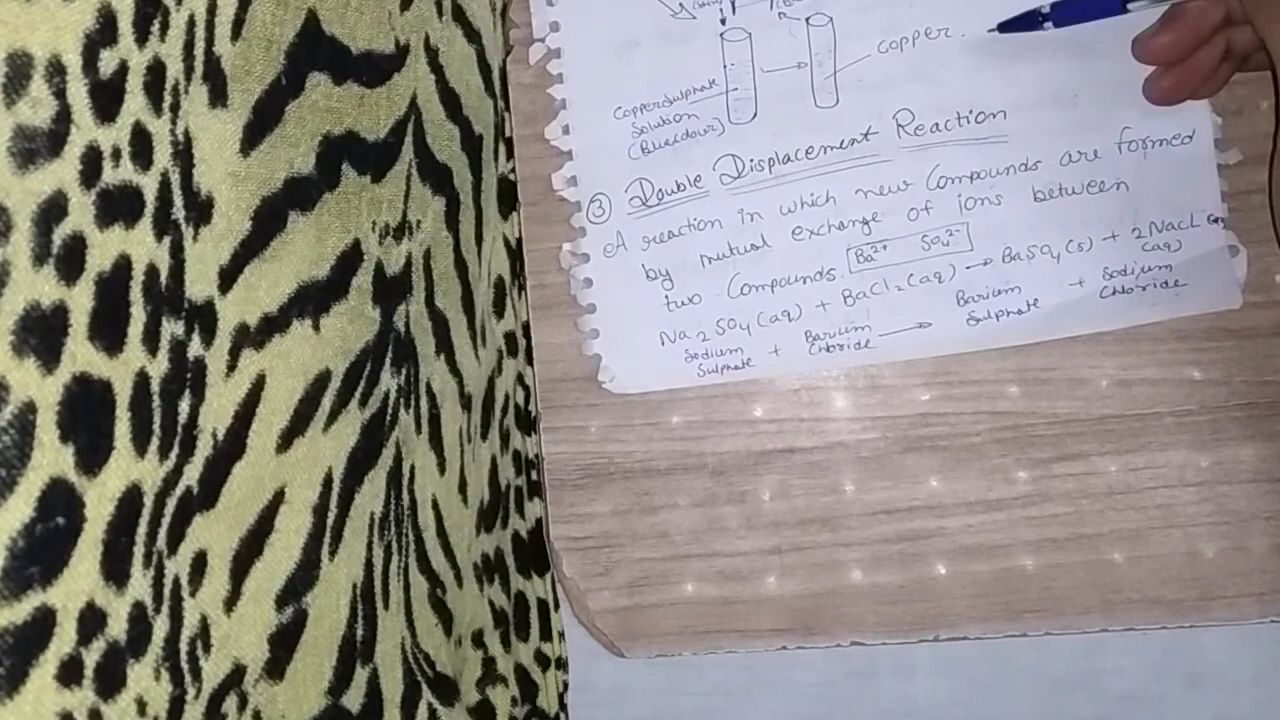 copper.
Copper Sulphate
Solution
(Bluecolour)
③ Double Displacement Reaction
A reaction in which new Compounds are formed
by mutual exchange of ions between
two Compounds. Ba²⁺ SO₄²⁻
Na₂SO₄(aq) + BaCl₂(aq) → BaSO₄(s) + 2NaCl (aq)
(aq)
Sodium Sulphate + Barium Chloride → Barium Sulphate + Sodium Chloride